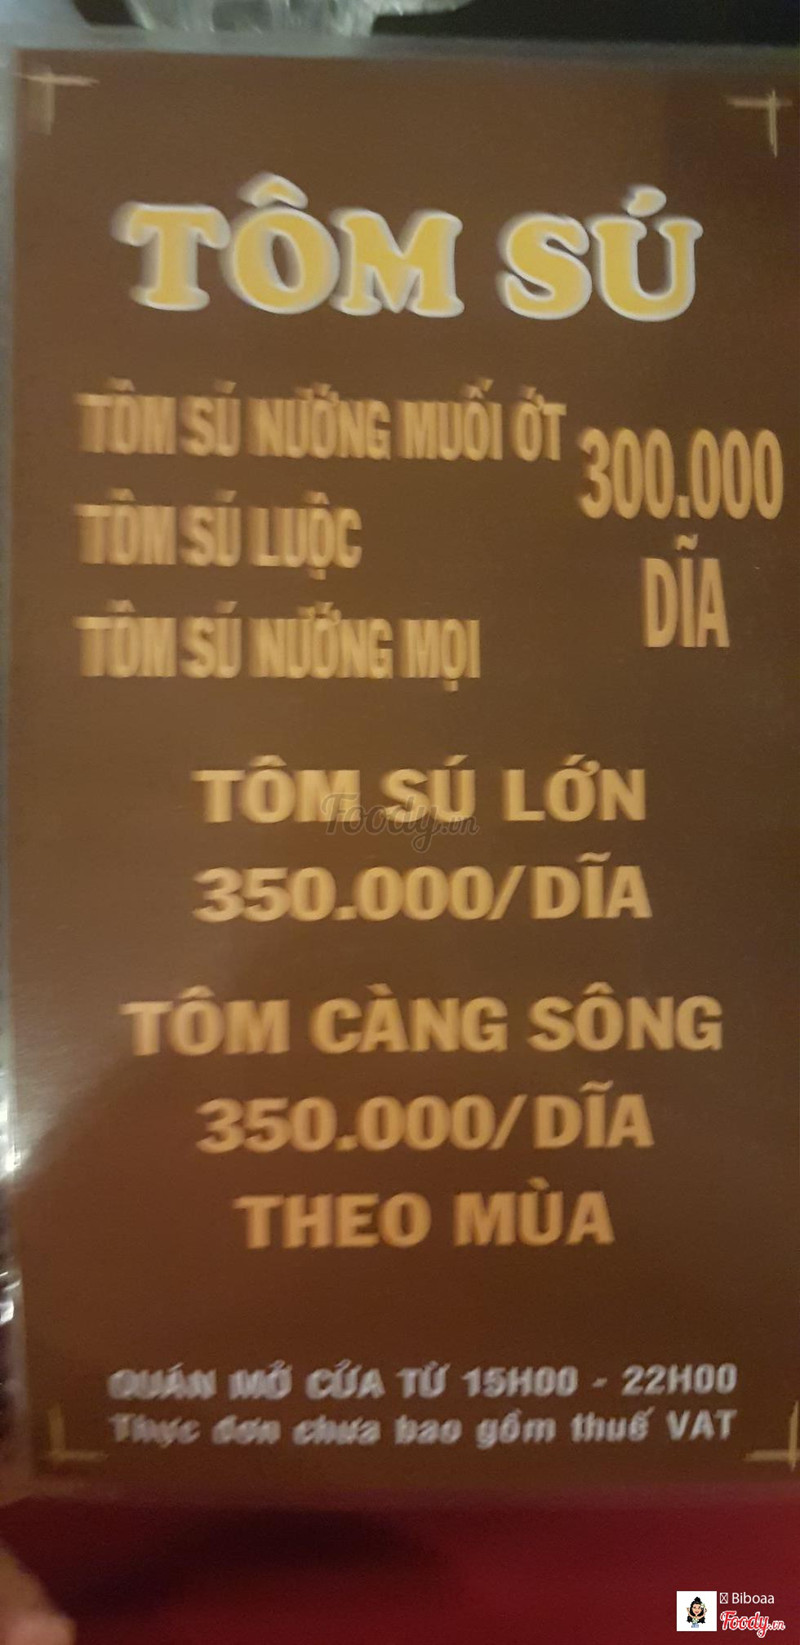 TÔM SÚ
TÔM SÚ NƯỚNG MUỐI ỚT
300.000
TÔM SÚ LUỘC
DĨA
TÔM SÚ NƯỚNG MỌI
TÔM SÚ LỚN
Foody.vn
350.000/DĨA
TÔM CÀNG SÔNG
350.000/DĨA
THEO MÙA
QUÁN MỞ CỬA TỪ 15H00 - 22H00
Thực đơn chưa bao gồm thuế VAT
Biboaa
Foody.vn